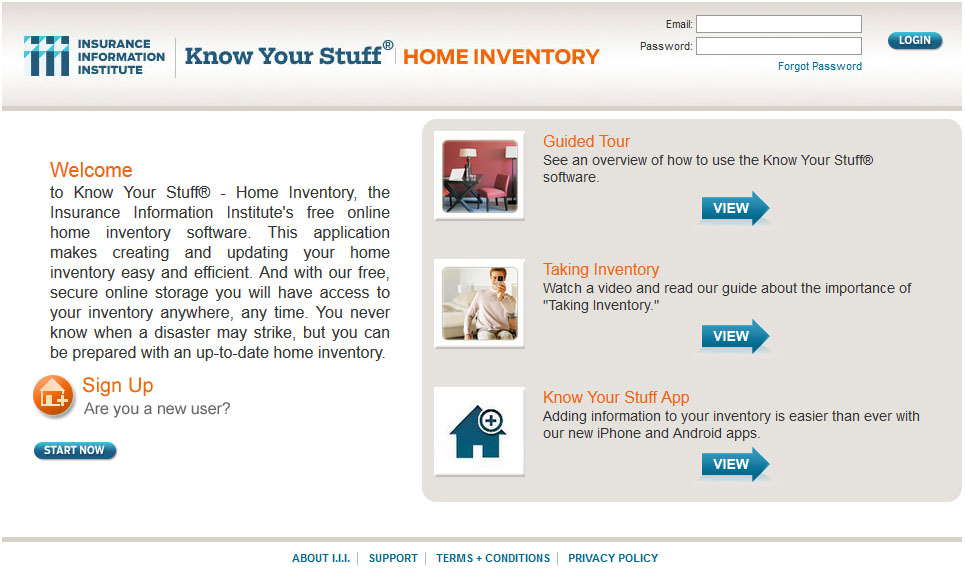 INSURANCE
INFORMATION
INSTITUTE
Know Your Stuff® HOME INVENTORY
Email:
Password:
Forgot Password
LOGIN
Welcome
to Know Your Stuff® - Home Inventory, the
Insurance Information Institute's free online
home inventory software. This application
makes creating and updating your home
inventory easy and efficient. And with our free,
secure online storage you will have access to
your inventory anywhere, any time. You never
know when a disaster may strike, but you can
be prepared with an up-to-date home inventory.
Sign Up
Are you a new user?
START NOW
Guided Tour
See an overview of how to use the Know Your Stuff®
software.
VIEW
Taking Inventory
Watch a video and read our guide about the importance of
"Taking Inventory."
VIEW
Know Your Stuff App
Adding information to your inventory is easier than ever with
our new iPhone and Android apps.
VIEW
ABOUT I.I.I. | SUPPORT | TERMS + CONDITIONS | PRIVACY POLICY